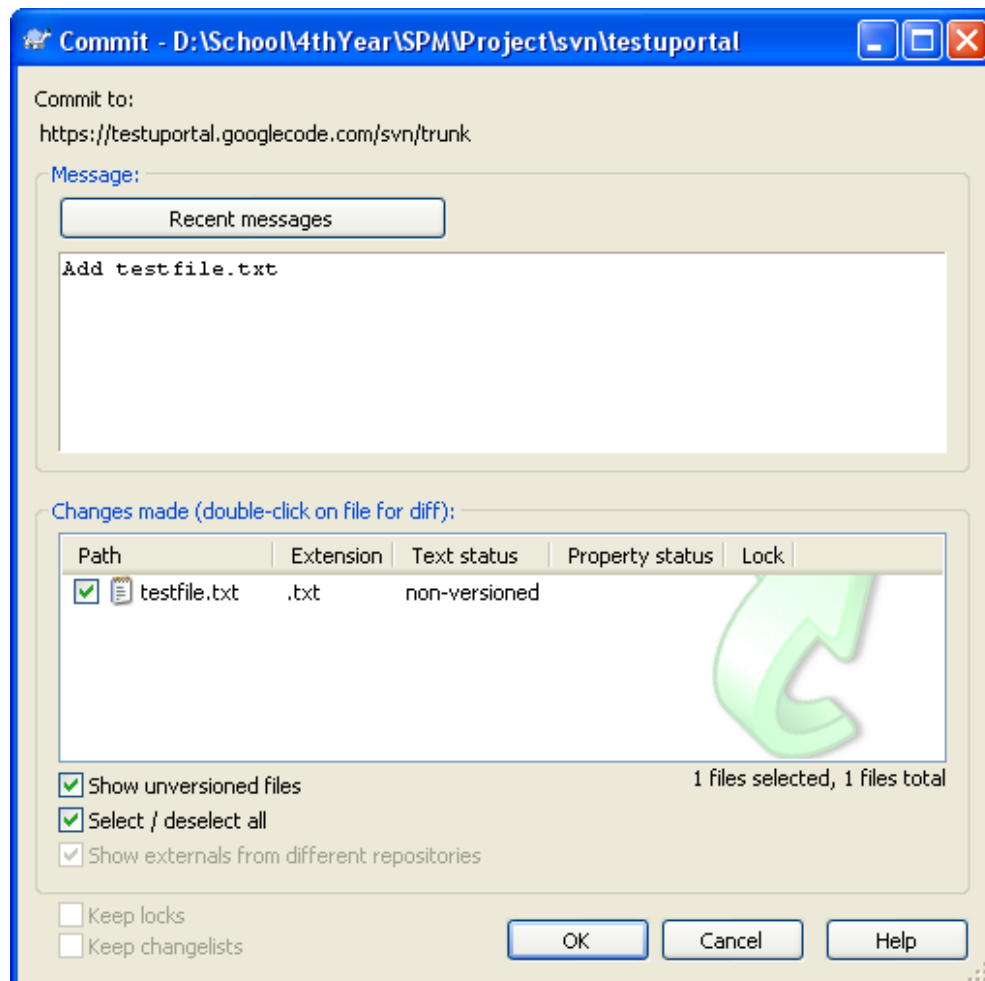 Commit - D:\School\4thYear\SPM\Project\svn\testuportal
Commit to:
https://testuportal.googlecode.com/svn/trunk
Message:
Recent messages
Add testfile.txt
Changes made (double-click on file for diff):
Path Extension Text status Property status Lock
testfile.txt .txt non-versioned
Show unversioned files 1 files selected, 1 files total
Select / deselect all
Show externals from different repositories
Keep locks
Keep changelists
OK Cancel Help